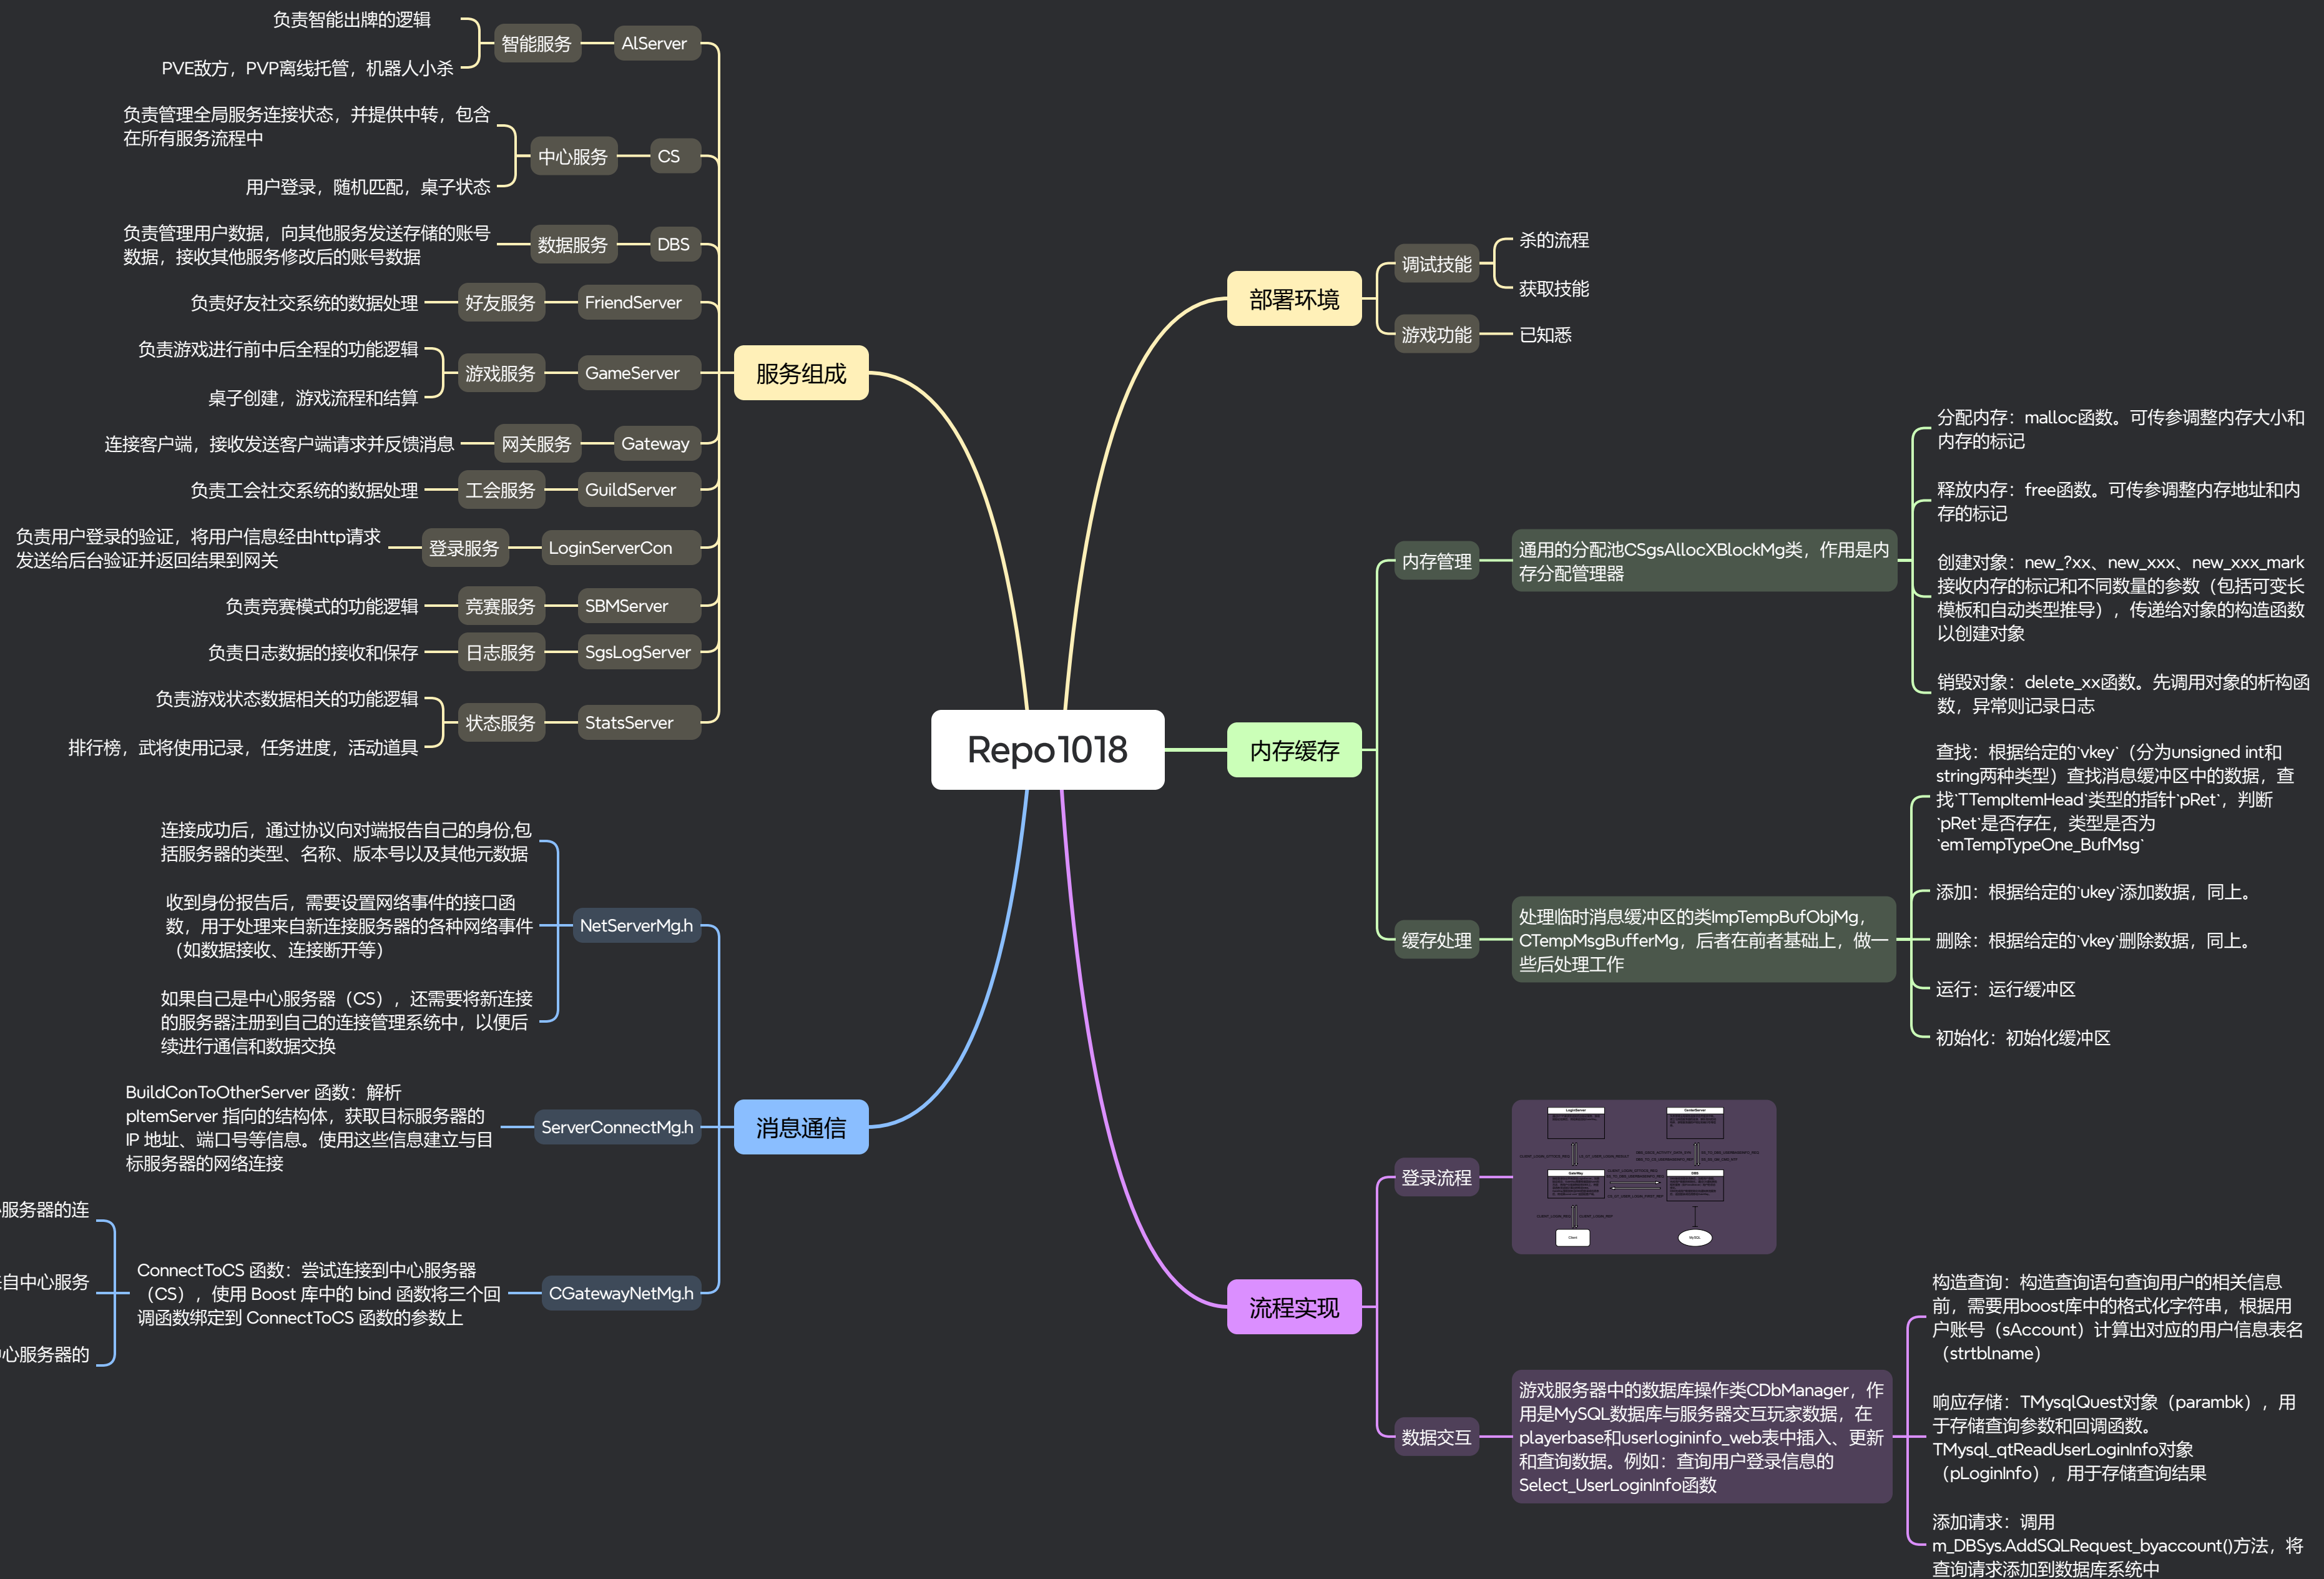 负责智能出牌的逻辑
PVE敌方，PVP离线托管，机器人小杀
智能服务
AIServer
负责管理全局服务连接状态，并提供中转，包含
在所有服务流程中
用户登录，随机匹配，桌子状态
中心服务
CS
负责管理用户数据，向其他服务发送存储的账号
数据，接收其他服务修改后的账号数据
数据服务
DBS
负责好友社交系统的数据处理
好友服务
FriendServer
负责游戏进行前中后全程的功能逻辑
桌子创建，游戏流程和结算
游戏服务
GameServer
连接客户端，接收发送客户端请求并反馈消息
网关服务
Gateway
负责工会社交系统的数据处理
工会服务
GuildServer
负责用户登录的验证，将用户信息经由http请求
发送给后台验证并返回结果到网关
登录服务
LoginServerCon
负责竞赛模式的功能逻辑
竞赛服务
SBMServer
负责日志数据的接收和保存
日志服务
SgsLogServer
负责游戏状态数据相关的功能逻辑
排行榜，武将使用记录，任务进度，活动道具
状态服务
StatsServer
服务组成
连接成功后，通过协议向对端报告自己的身份,包
括服务器的类型、名称、版本号以及其他元数据
收到身份报告后，需要设置网络事件的接口函
数，用于处理来自新连接服务器的各种网络事件
（如数据接收、连接断开等）
如果自己是中心服务器（CS），还需要将新连接
的服务器注册到自己的连接管理系统中，以便后
续进行通信和数据交换
NetServerMg.h
BuildConToOtherServer 函数：解析
pItemServer 指向的结构体，获取目标服务器的
IP 地址、端口号等信息。使用这些信息建立与目
标服务器的网络连接
ServerConnectMg.h
服务器的连
自中心服务
心服务器的
ConnectToCS 函数：尝试连接到中心服务器
（CS），使用 Boost 库中的 bind 函数将三个回
调函数绑定到 ConnectToCS 函数的参数上
CGatewayNetMg.h
消息通信
Repo1018
部署环境
调试技能
杀的流程
获取技能
游戏功能
已知悉
内存缓存
内存管理
通用的分配池CSgsAllocXBlockMg类，作用是内
存分配管理器
分配内存：malloc函数。可传参调整内存大小和
内存的标记
释放内存：free函数。可传参调整内存地址和内
存的标记
创建对象：new_?xx、new_xxx、new_xxx_mark
接收内存的标记和不同数量的参数（包括可变长
模板和自动类型推导），传递给对象的构造函数
以创建对象
销毁对象：delete_xx函数。先调用对象的析构函
数，异常则记录日志
缓存处理
处理临时消息缓冲区的类ImpTempBufObjMg，
CTempMsgBufferMg，后者在前者基础上，做一
些后处理工作
查找：根据给定的`vkey`（分为unsigned int和
string两种类型）查找消息缓冲区中的数据，查
找`TTempItemHead`类型的指针`pRet`，判断
`pRet`是否存在，类型是否为
`emTempTypeOne_BufMsg`
添加：根据给定的`ukey`添加数据，同上。
删除：根据给定的`vkey`删除数据，同上。
运行：运行缓冲区
初始化：初始化缓冲区
流程实现
登录流程
LoginServer
CenterServer
GateWay
DBS
Client
MySQL
数据交互
游戏服务器中的数据库操作类CDbManager，作
用是MySQL数据库与服务器交互玩家数据，在
playerbase和userlogininfo_web表中插入、更新
和查询数据。例如：查询用户登录信息的
Select_UserLoginInfo函数
构造查询：构造查询语句查询用户的相关信息
前，需要用boost库中的格式化字符串，根据用
户账号（sAccount）计算出对应的用户信息表名
（strtblname）
响应存储：TMysqlQuest对象（parambk），用
于存储查询参数和回调函数。
TMysql_qtReadUserLoginInfo对象
（pLoginInfo），用于存储查询结果
添加请求：调用
m_DBSys.AddSQLRequest_byaccount()方法，将
查询请求添加到数据库系统中